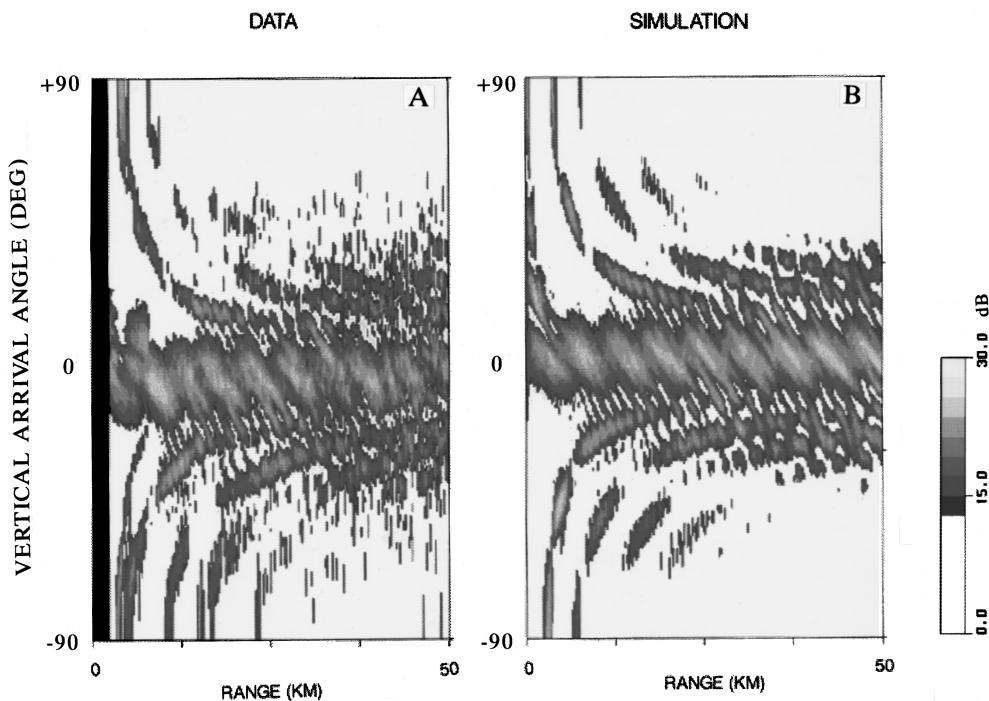 DATA
SIMULATION
+90
A
+90
B
VERTICAL ARRIVAL ANGLE (DEG)
0
0
-90
-90
0
50
0
50
RANGE (KM)
RANGE (KM)
30.0 dB
15.0
0.0